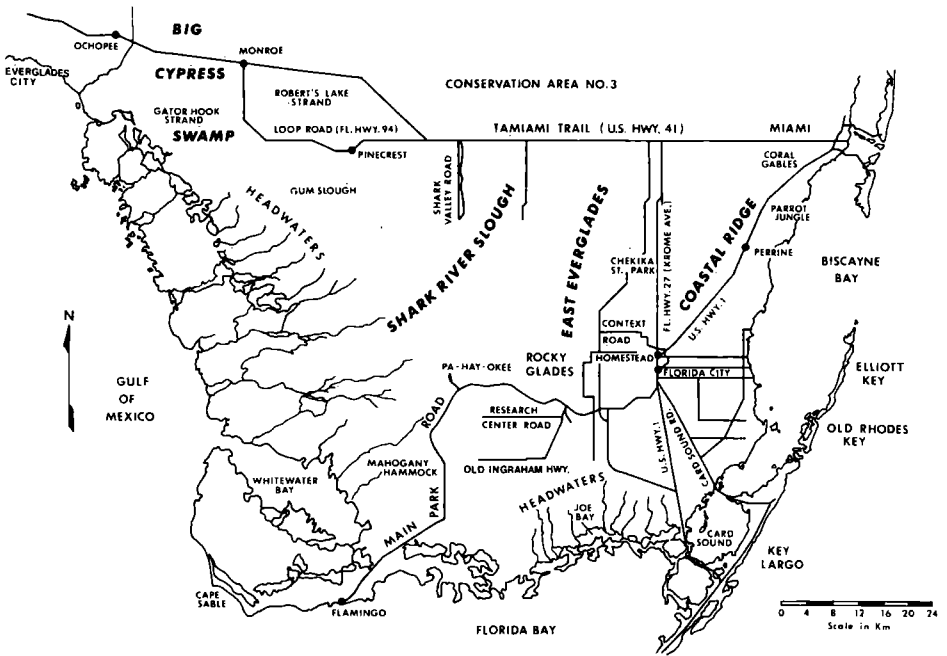 BIG
OCHOPEE
MONROE
EVERGLADES
CITY
CYPRESS
CONSERVATION AREA NO.3
ROBERT'S LAKE
STRAND
GATOR HOOK
STRAND
SWAMP
LOOP ROAD (FL. HWY. 94)
TAMIAMI TRAIL (U.S. HWY. 41)
MIAMI
PINECREST
CORAL
GABLES
GUM SLOUGH
SHARK
VALLEY ROAD
HEADWATERS
SHARK RIVER SLOUGH
EAST EVERGLADES
FL. HWY. 27 (KROME AVE.)
COASTAL RIDGE
PARROT
JUNGLE
PERRINE
BISCAYNE
BAY
CHEKIKA
ST. PARK
U.S. HWY. 1
N
CONTEXT
ROAD
HOMESTEAD
ROCKY
GLADES
FLORIDA CITY
PA-HAY-OKEE
ELLIOTT
KEY
GULF
OF
MEXICO
RESEARCH
CENTER ROAD
OLD RHODES
KEY
U.S. HWY. 1
CARD SOUND RD.
MAHOGANY
HAMMOCK
OLD INGRAHAM HWY.
WHITEWATER
BAY
HEADWATERS
JOE
BAY
MAIN PARK ROAD
CARD
SOUND
KEY
LARGO
CAPE
SABLE
FLAMINGO
FLORIDA BAY
0 4 8 12 16 20 24
Scale in Km